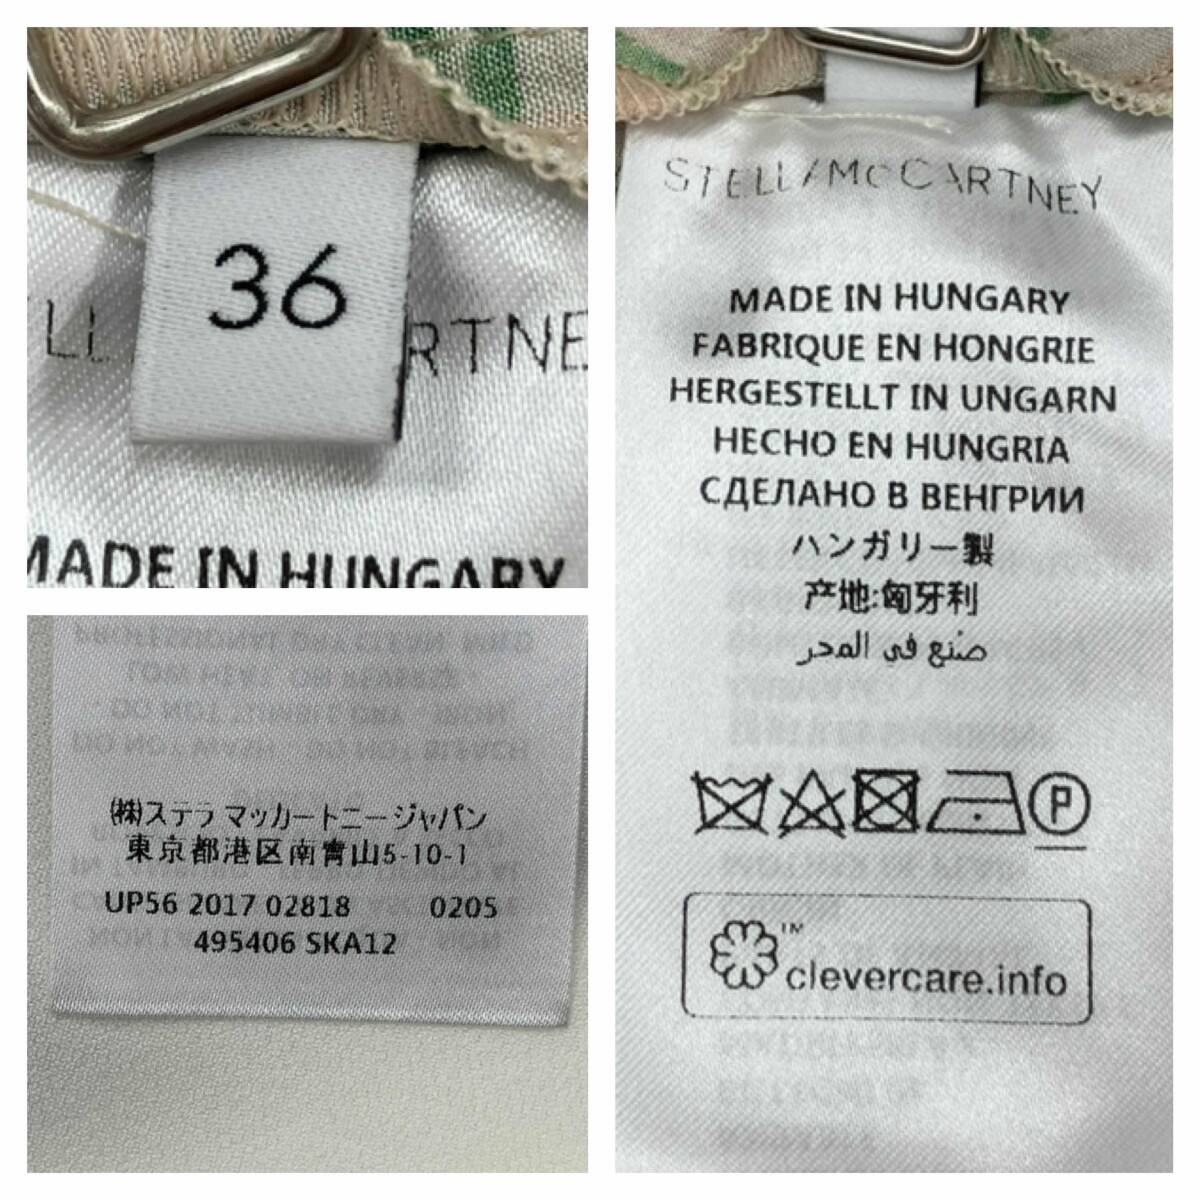 36
MADE IN HUNGARY
STELLA McCARTNEY
MADE IN HUNGARY
FABRIQUE EN HONGRIE
HERGESTELLT IN UNGARN
HECHO EN HUNGRIA
СДЕЛАНО В ВЕНГРИИ
ハンガリー製
产地:匈牙利
صنع في المجر
P
™
clevercare.info
(株)ステラ マッカートニージャパン
東京都港区南青山5-10-1
UP56 2017 02818 0205
495406 SKA12